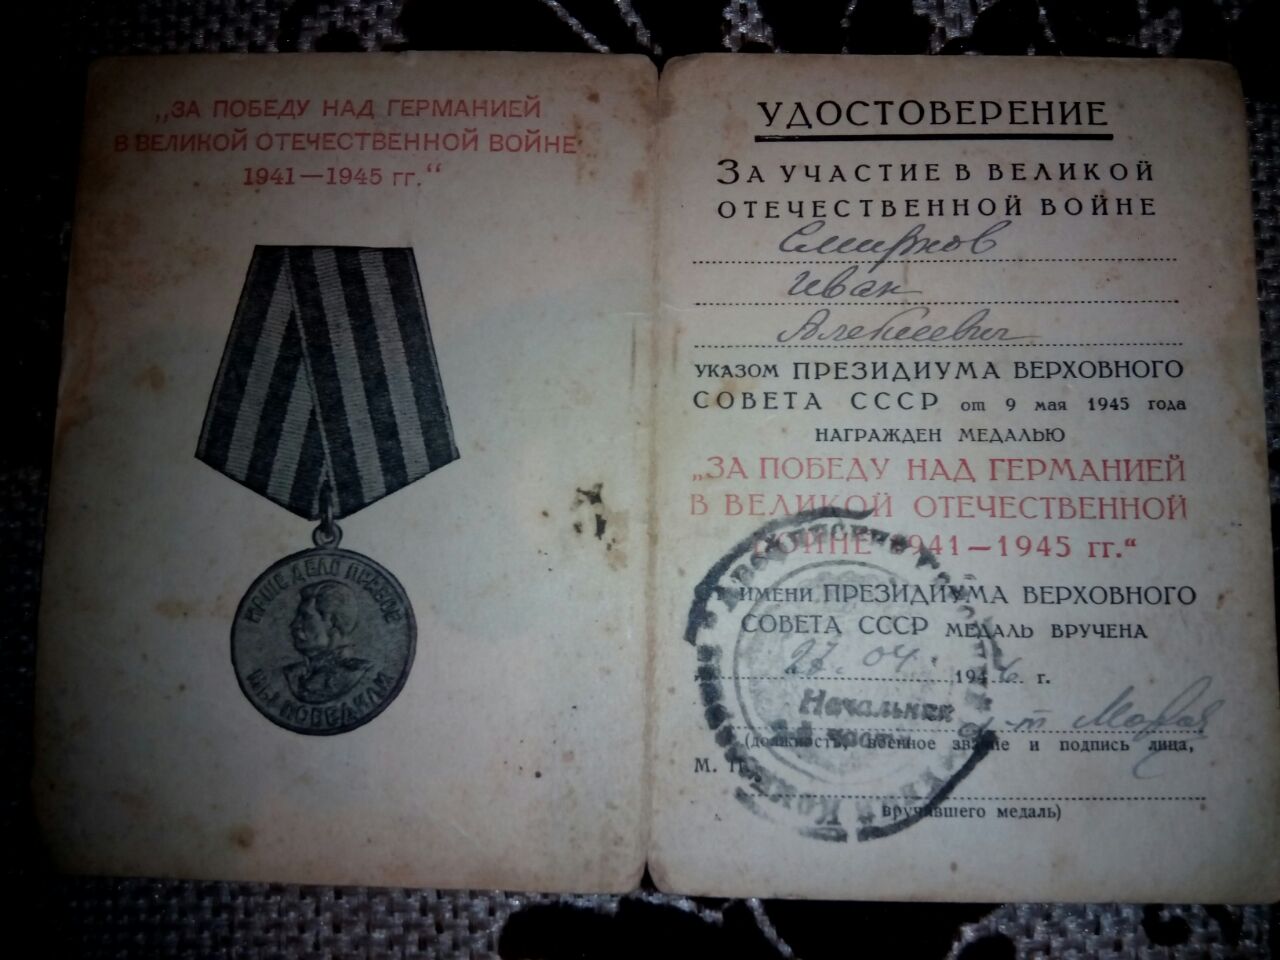 „ЗА ПОБЕДУ НАД ГЕРМАНИЕЙ
В ВЕЛИКОЙ ОТЕЧЕСТВЕННОЙ ВОЙНЕ
1941—1945 гг.“
НАШЕ ДЕЛО ПРАВОЕ
МЫ ПОБЕДИЛИ
УДОСТОВЕРЕНИЕ
ЗА УЧАСТИЕ В ВЕЛИКОЙ
ОТЕЧЕСТВЕННОЙ ВОЙНЕ
Смирнов
Иван
Алексеевич
УКАЗОМ ПРЕЗИДИУМА ВЕРХОВНОГО
СОВЕТА СССР от 9 мая 1945 года
НАГРАЖДЕН МЕДАЛЬЮ
„ЗА ПОБЕДУ НАД ГЕРМАНИЕЙ
В ВЕЛИКОЙ ОТЕЧЕСТВЕННОЙ
ВОЙНЕ 1941—1945 гг.“
ИМЕНИ ПРЕЗИДИУМА ВЕРХОВНОГО
СОВЕТА СССР МЕДАЛЬ ВРУЧЕНА
27.04. 1946 г.
Начальник
(должность, военное звание и подпись лица,
М. П.
вручавшего медаль)